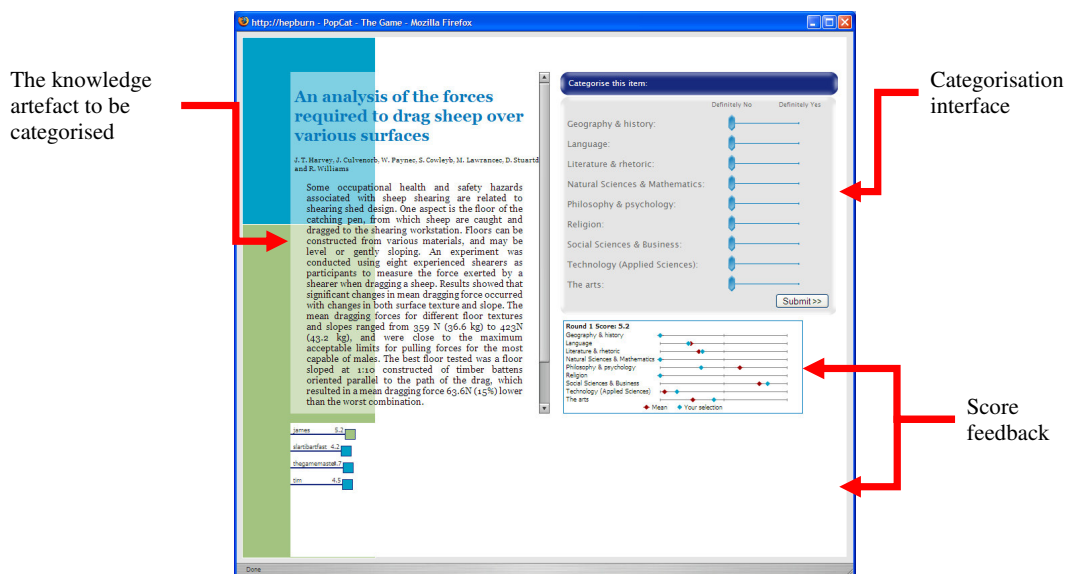 http://hepburn - PopCat - The Game - Mozilla Firefox
The knowledge
artefact to be
categorised
An analysis of the forces
required to drag sheep over
various surfaces
J. T. Harvey, J. Culvenorb, W. Paynec, S. Cowleyb, M. Lawrancec, D. Stuartd
and R. Williams
Some occupational health and safety hazards
associated with sheep shearing are related to
shearing shed design. One aspect is the floor of the
catching pen, from which sheep are caught and
dragged to the shearing workstation. Floors can be
constructed from various materials, and may be
level or gently sloping. An experiment was
conducted using eight experienced shearers as
participants to measure the force exerted by a
shearer when dragging a sheep. Results showed that
significant changes in mean dragging force occurred
with changes in both surface texture and slope. The
mean dragging forces for different floor textures
and slopes ranged from 359 N (36.6 kg) to 423N
(43.2 kg), and were close to the maximum
acceptable limits for pulling forces for the most
capable of males. The best floor tested was a floor
sloped at 1:10 constructed of timber battens
oriented parallel to the path of the drag, which
resulted in a mean dragging force 63.6N (15%) lower
than the worst combination.
Categorise this item:
Definitely No Definitely Yes
Geography & history:
Language:
Literature & rhetoric:
Natural Sciences & Mathematics:
Philosophy & psychology:
Religion:
Social Sciences & Business:
Technology (Applied Sciences):
The arts:
Submit >>
Categorisation
interface
Round 1 Score: 5.2
Geography & history
Language
Literature & rhetoric
Natural Sciences & Mathematics
Philosophy & psychology
Religion
Social Sciences & Business
Technology (Applied Sciences)
The arts
Mean Your selection
Score
feedback
james 5.2
slartibartfast 4.2
tim 4.5
Done